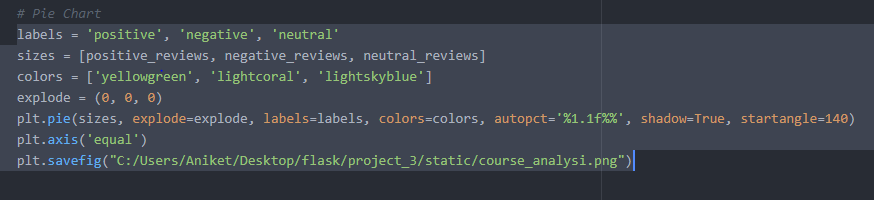 # Pie Chart
labels = 'positive', 'negative', 'neutral'
sizes = [positive_reviews, negative_reviews, neutral_reviews]
colors = ['yellowgreen', 'lightcoral', 'lightskyblue']
explode = (0, 0, 0)
plt.pie(sizes, explode=explode, labels=labels, colors=colors, autopct='%1.1f%%', shadow=True, startangle=140)
plt.axis('equal')
plt.savefig("C:/Users/Aniket/Desktop/flask/project_3/static/course_analysi.png")